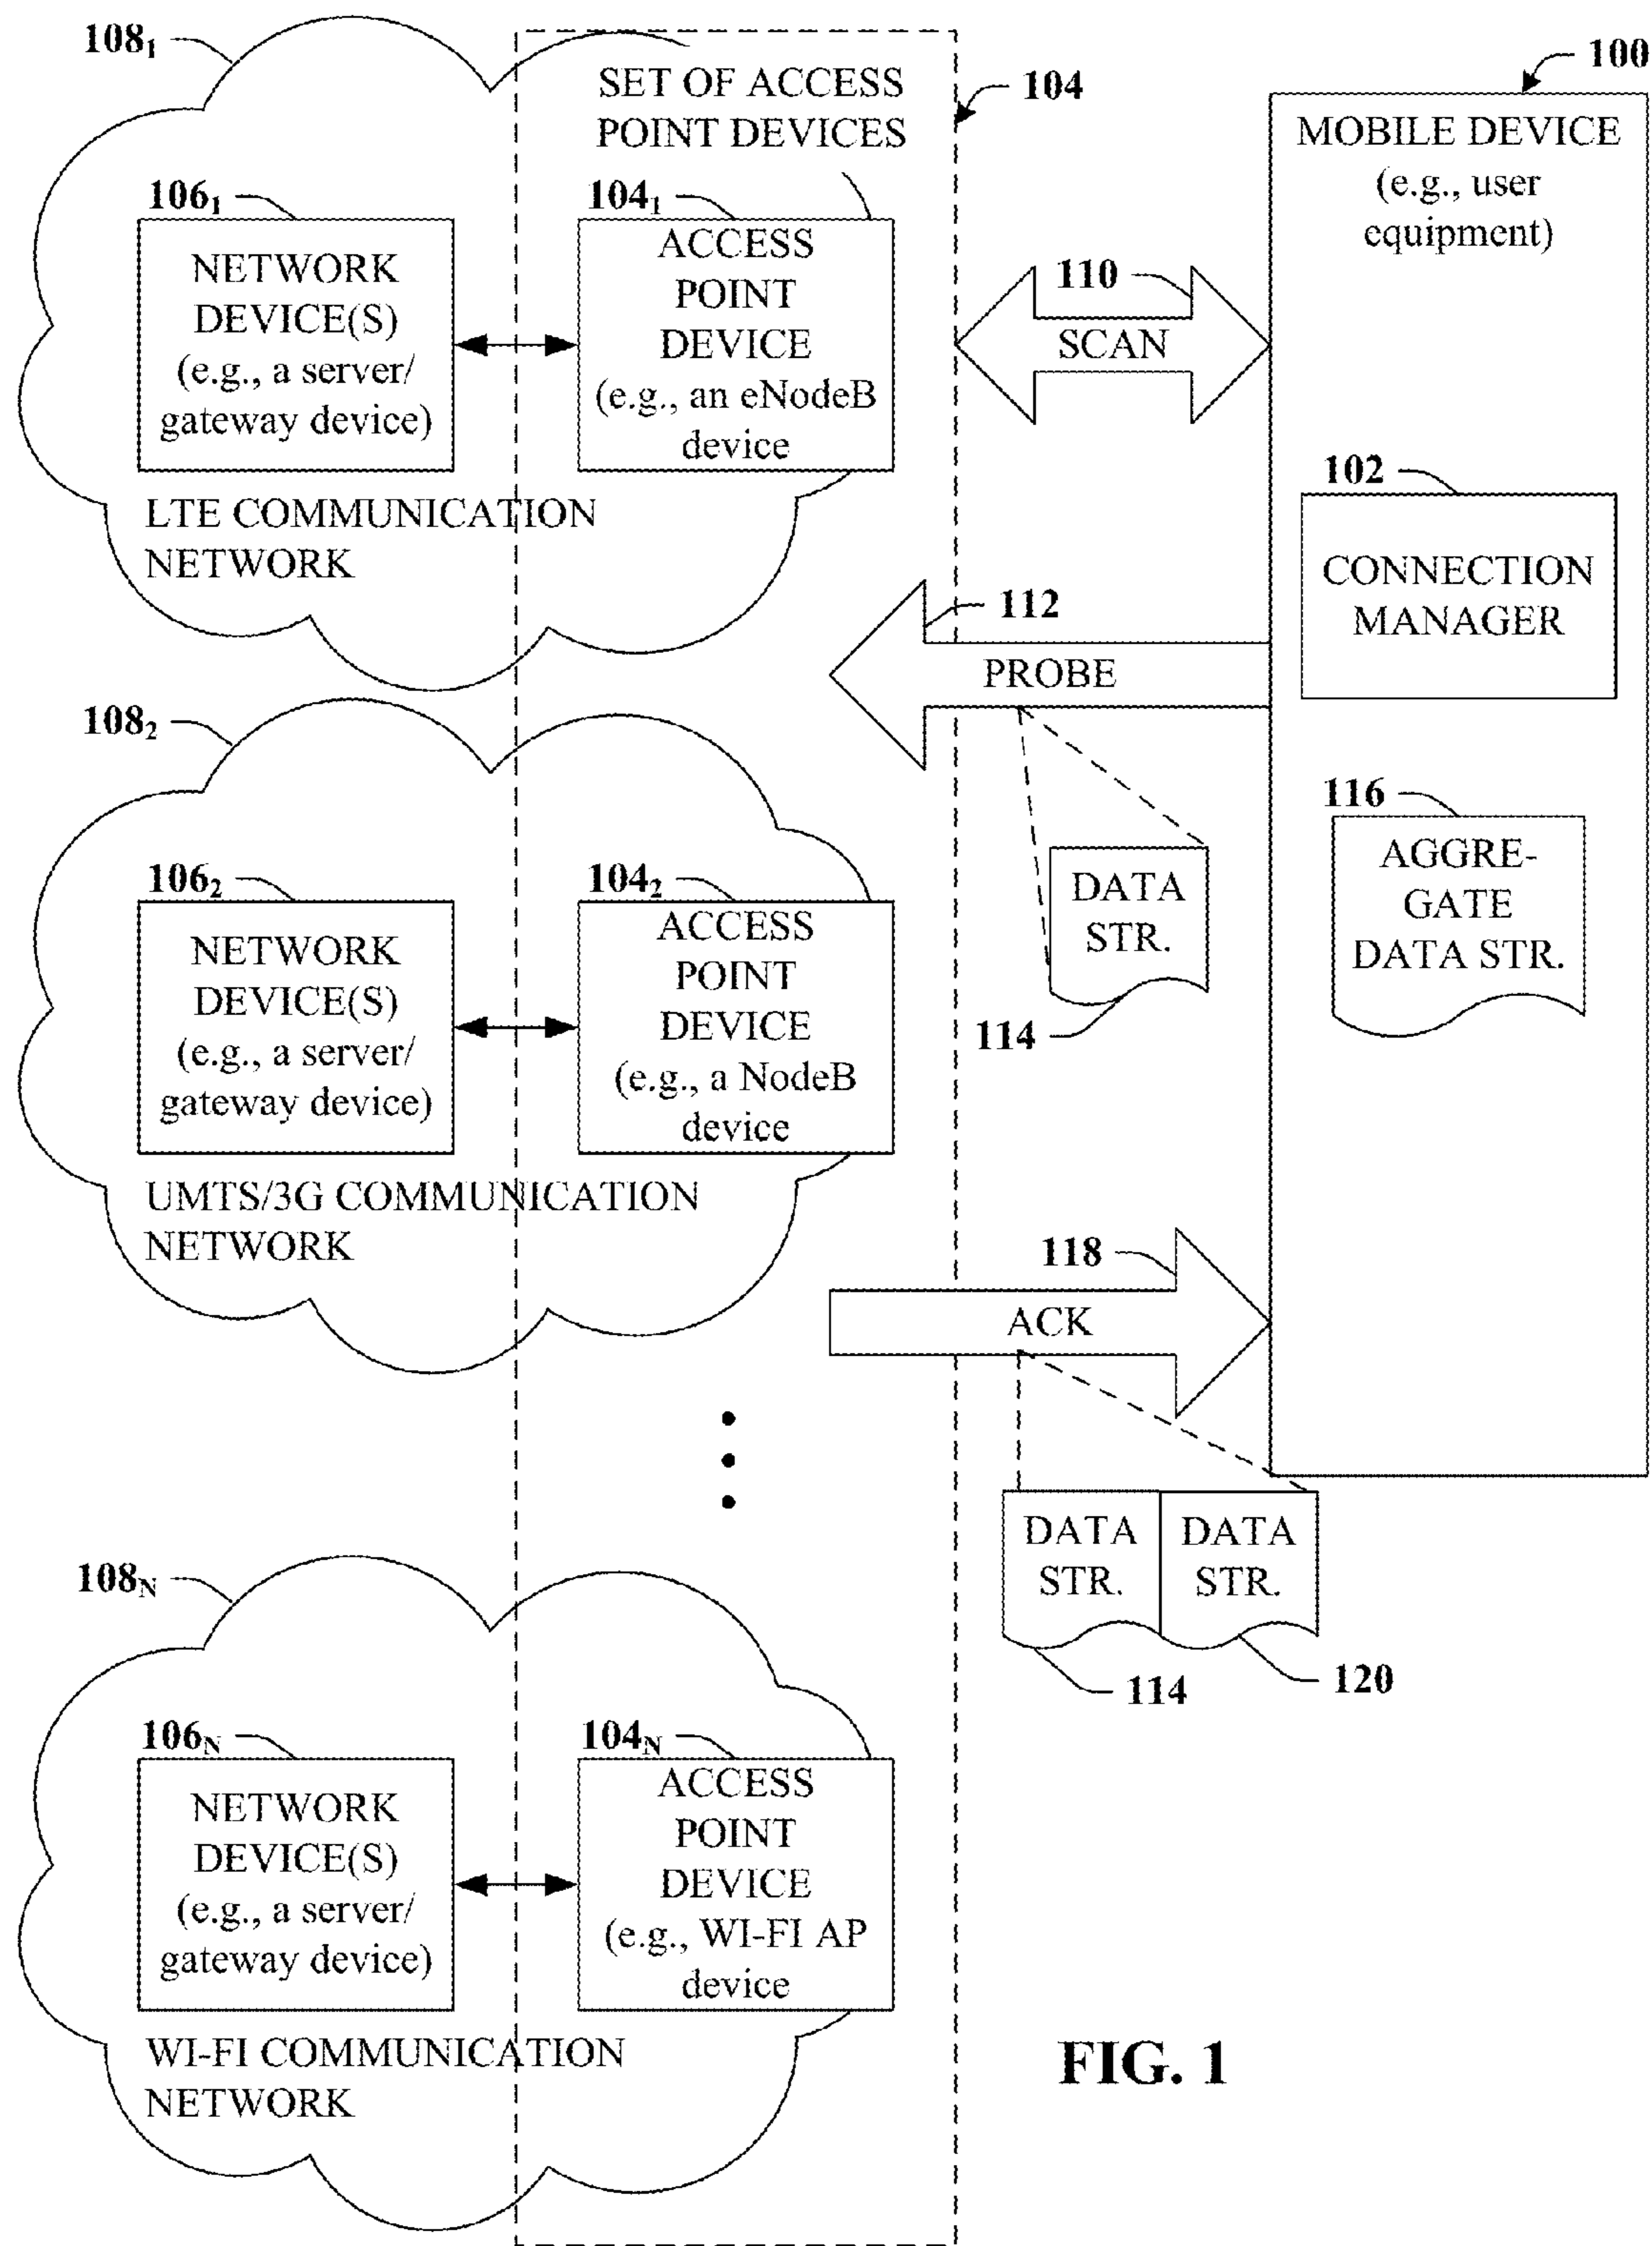 108₁
SET OF ACCESS
POINT DEVICES
104
100
MOBILE DEVICE
(e.g., user
equipment)
106₁
NETWORK
DEVICE(S)
(e.g., a server/
gateway device)
104₁
ACCESS
POINT
DEVICE
(e.g., an eNodeB
device
LTE COMMUNICATION
NETWORK
110
SCAN
102
CONNECTION
MANAGER
112
PROBE
114
DATA
STR.
116
AGGRE-
GATE
DATA STR.
108₂
106₂
NETWORK
DEVICE(S)
(e.g., a server/
gateway device)
104₂
ACCESS
POINT
DEVICE
(e.g., a NodeB
device
UMTS/3G COMMUNICATION
NETWORK
118
ACK
DATA
STR.
DATA
STR.
114
120
108N
106N
NETWORK
DEVICE(S)
(e.g., a server/
gateway device)
104N
ACCESS
POINT
DEVICE
(e.g., WI-FI AP
device
WI-FI COMMUNICATION
NETWORK
FIG. 1